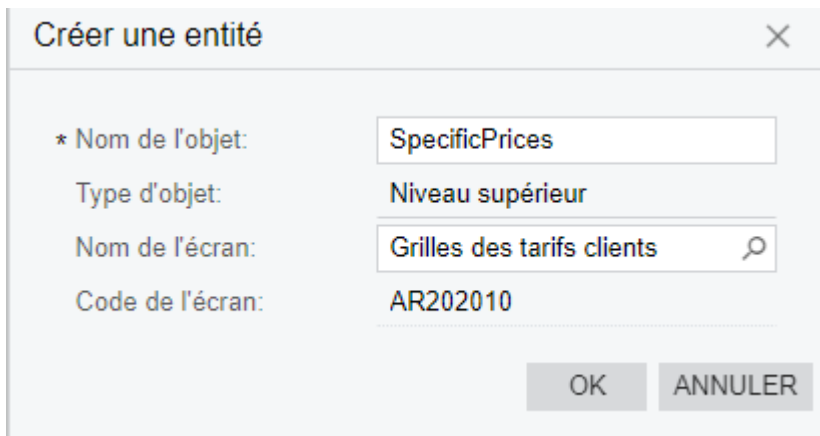 Créer une entité
* Nom de l'objet: SpecificPrices
Type d'objet: Niveau supérieur
Nom de l'écran: Grilles des tarifs clients
Code de l'écran: AR202010
OK ANNULER